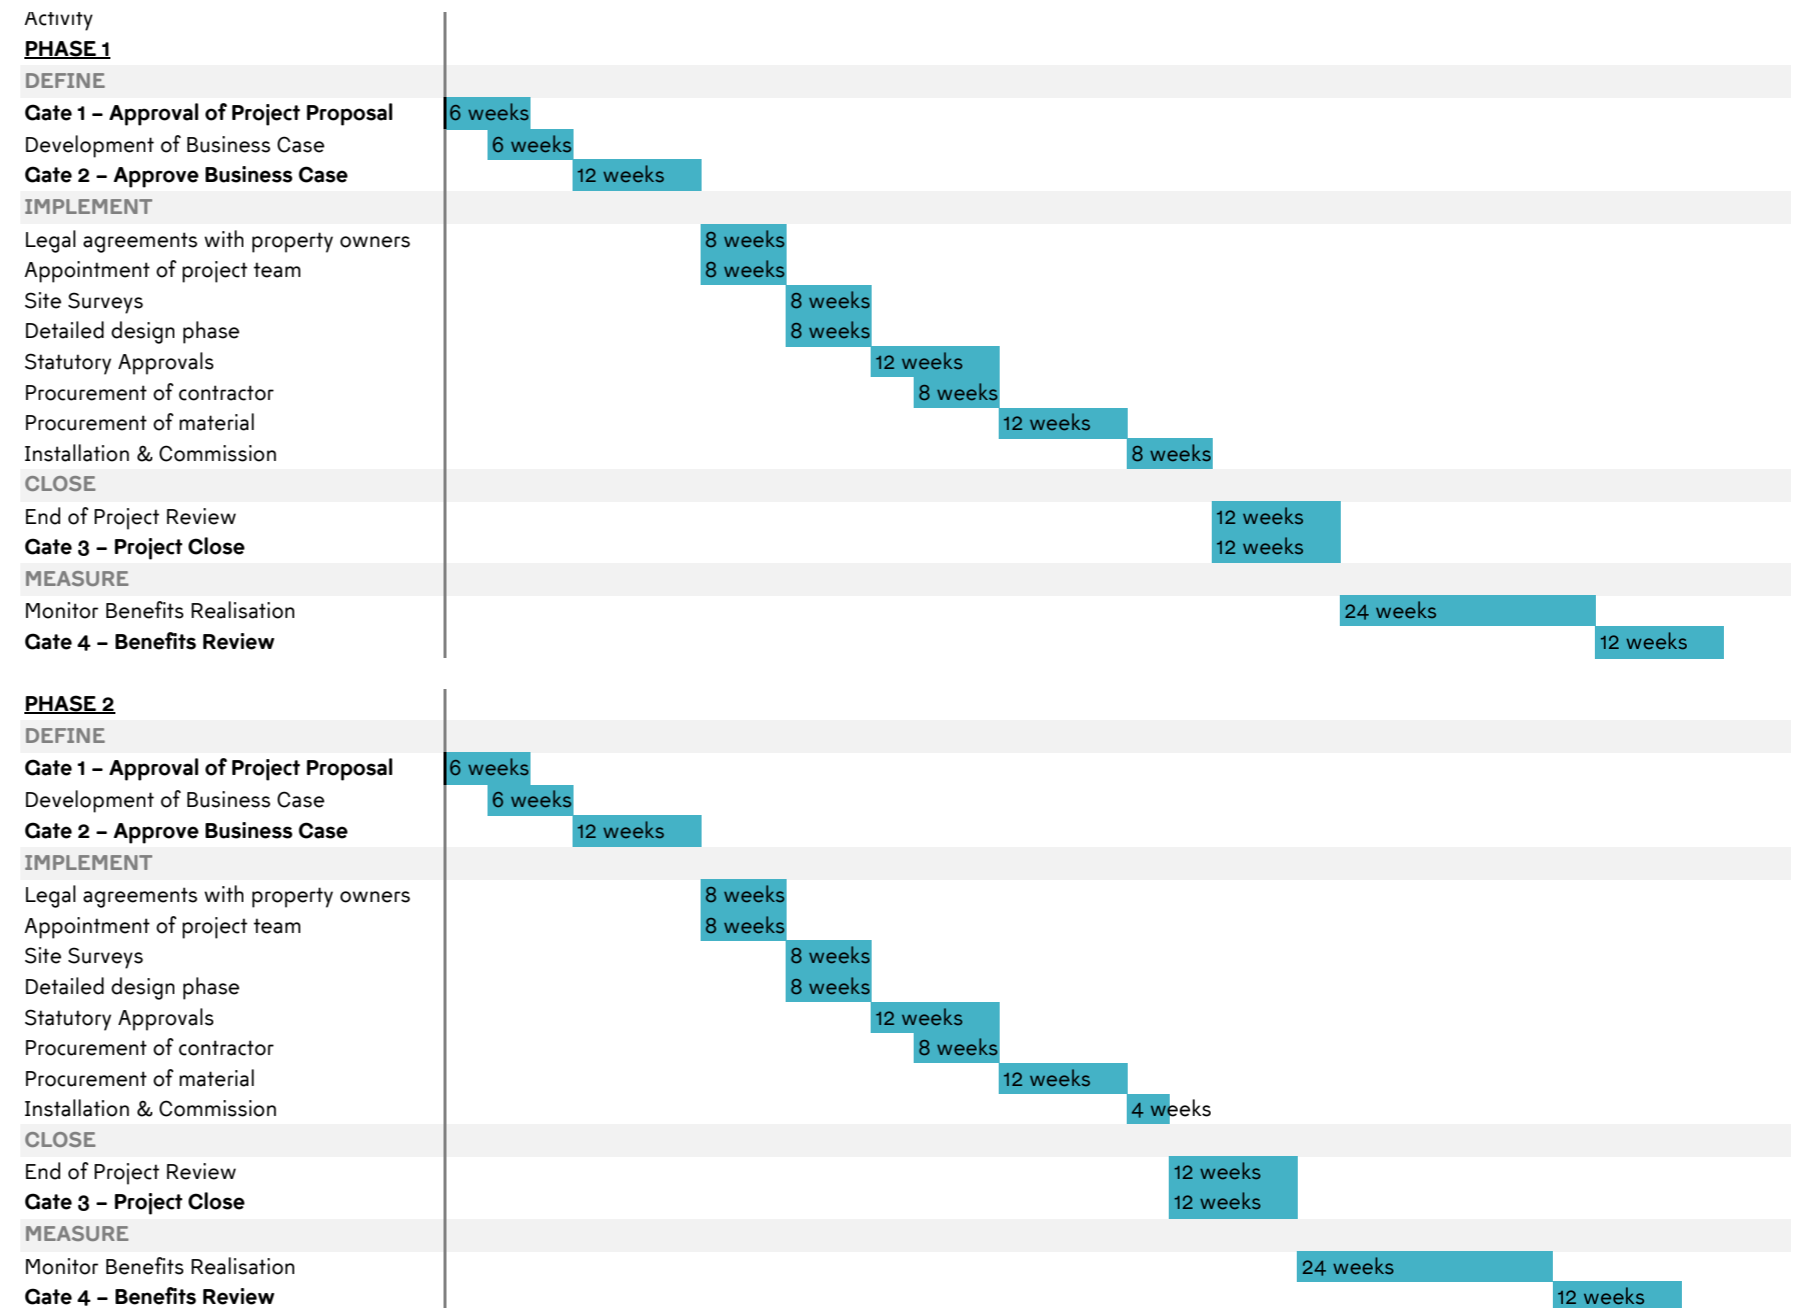 Activity
PHASE 1
DEFINE
Gate 1 – Approval of Project Proposal 6 weeks
Development of Business Case 6 weeks
Gate 2 – Approve Business Case 12 weeks
IMPLEMENT
Legal agreements with property owners 8 weeks
Appointment of project team 8 weeks
Site Surveys 8 weeks
Detailed design phase 8 weeks
Statutory Approvals 12 weeks
Procurement of contractor 8 weeks
Procurement of material 12 weeks
Installation & Commission 8 weeks
CLOSE
End of Project Review 12 weeks
Gate 3 – Project Close 12 weeks
MEASURE
Monitor Benefits Realisation 24 weeks
Gate 4 – Benefits Review 12 weeks
PHASE 2
DEFINE
Gate 1 – Approval of Project Proposal 6 weeks
Development of Business Case 6 weeks
Gate 2 – Approve Business Case 12 weeks
IMPLEMENT
Legal agreements with property owners 8 weeks
Appointment of project team 8 weeks
Site Surveys 8 weeks
Detailed design phase 8 weeks
Statutory Approvals 12 weeks
Procurement of contractor 8 weeks
Procurement of material 12 weeks
Installation & Commission 4 weeks
CLOSE
End of Project Review 12 weeks
Gate 3 – Project Close 12 weeks
MEASURE
Monitor Benefits Realisation 24 weeks
Gate 4 – Benefits Review 12 weeks